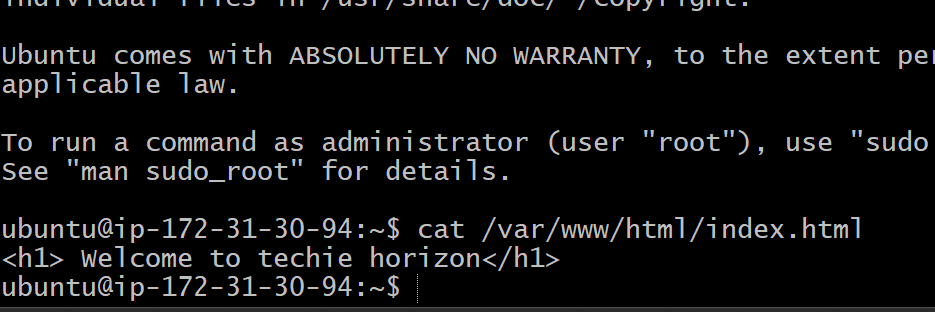 individual files in /usr/share/doc/*/copyright.
Ubuntu comes with ABSOLUTELY NO WARRANTY, to the extent per
applicable law.
To run a command as administrator (user "root"), use "sudo
See "man sudo_root" for details.
ubuntu@ip-172-31-30-94:~$ cat /var/www/html/index.html
<h1> Welcome to techie horizon</h1>
ubuntu@ip-172-31-30-94:~$